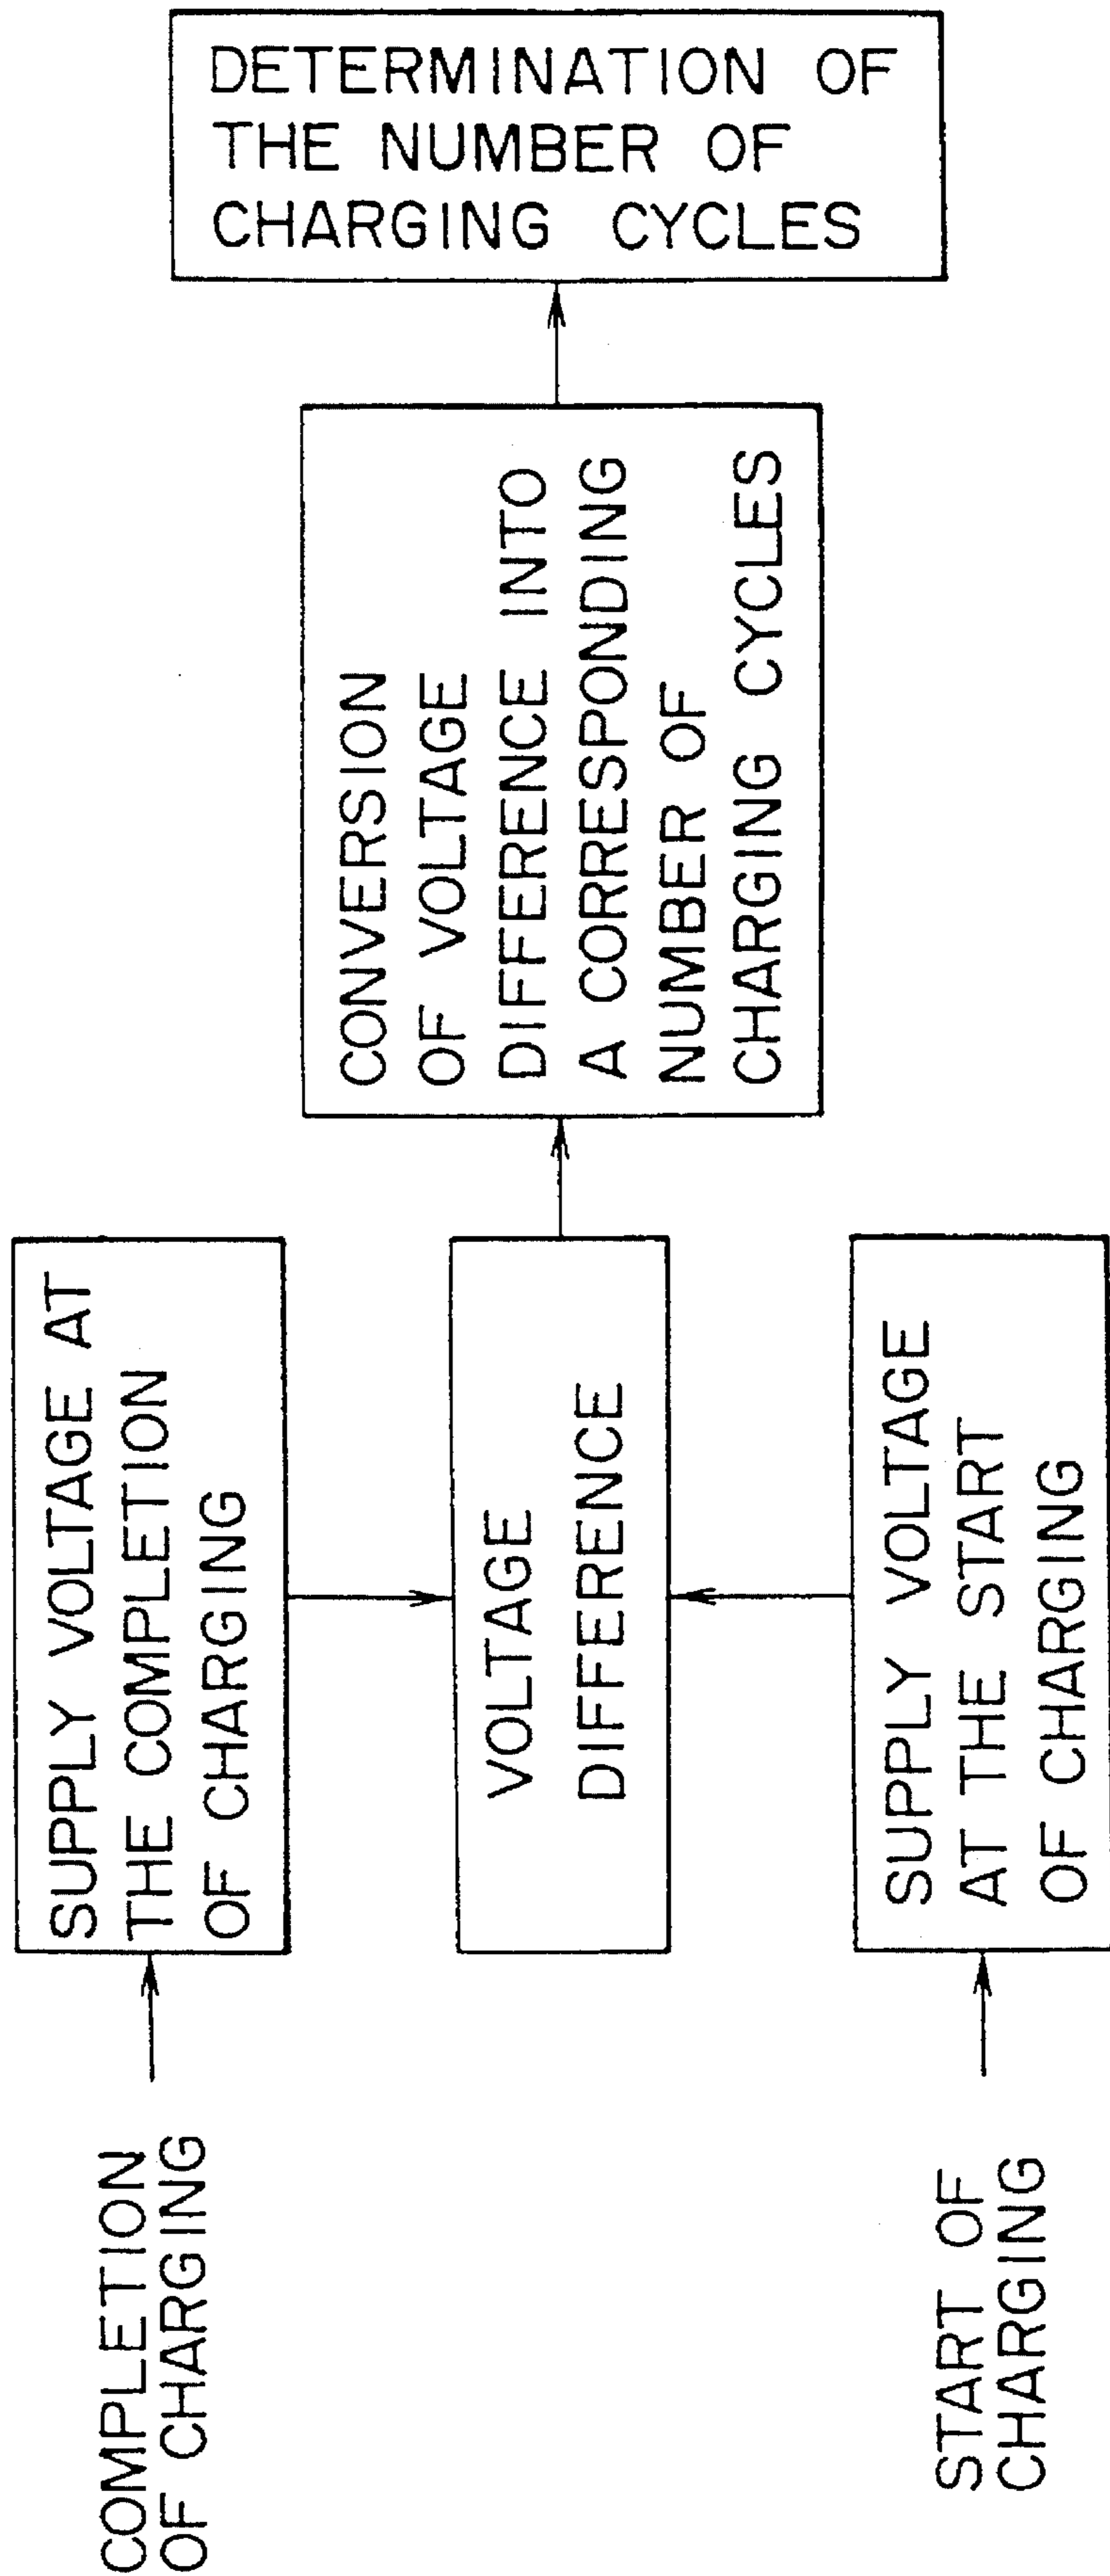 COMPLETION
OF CHARGING
SUPPLY VOLTAGE AT
THE COMPLETION
OF CHARGING
VOLTAGE
DIFFERENCE
START OF
CHARGING
SUPPLY VOLTAGE
AT THE START
OF CHARGING
CONVERSION
OF VOLTAGE
DIFFERENCE INTO
A CORRESPONDING
NUMBER OF
CHARGING CYCLES
DETERMINATION OF
THE NUMBER OF
CHARGING CYCLES